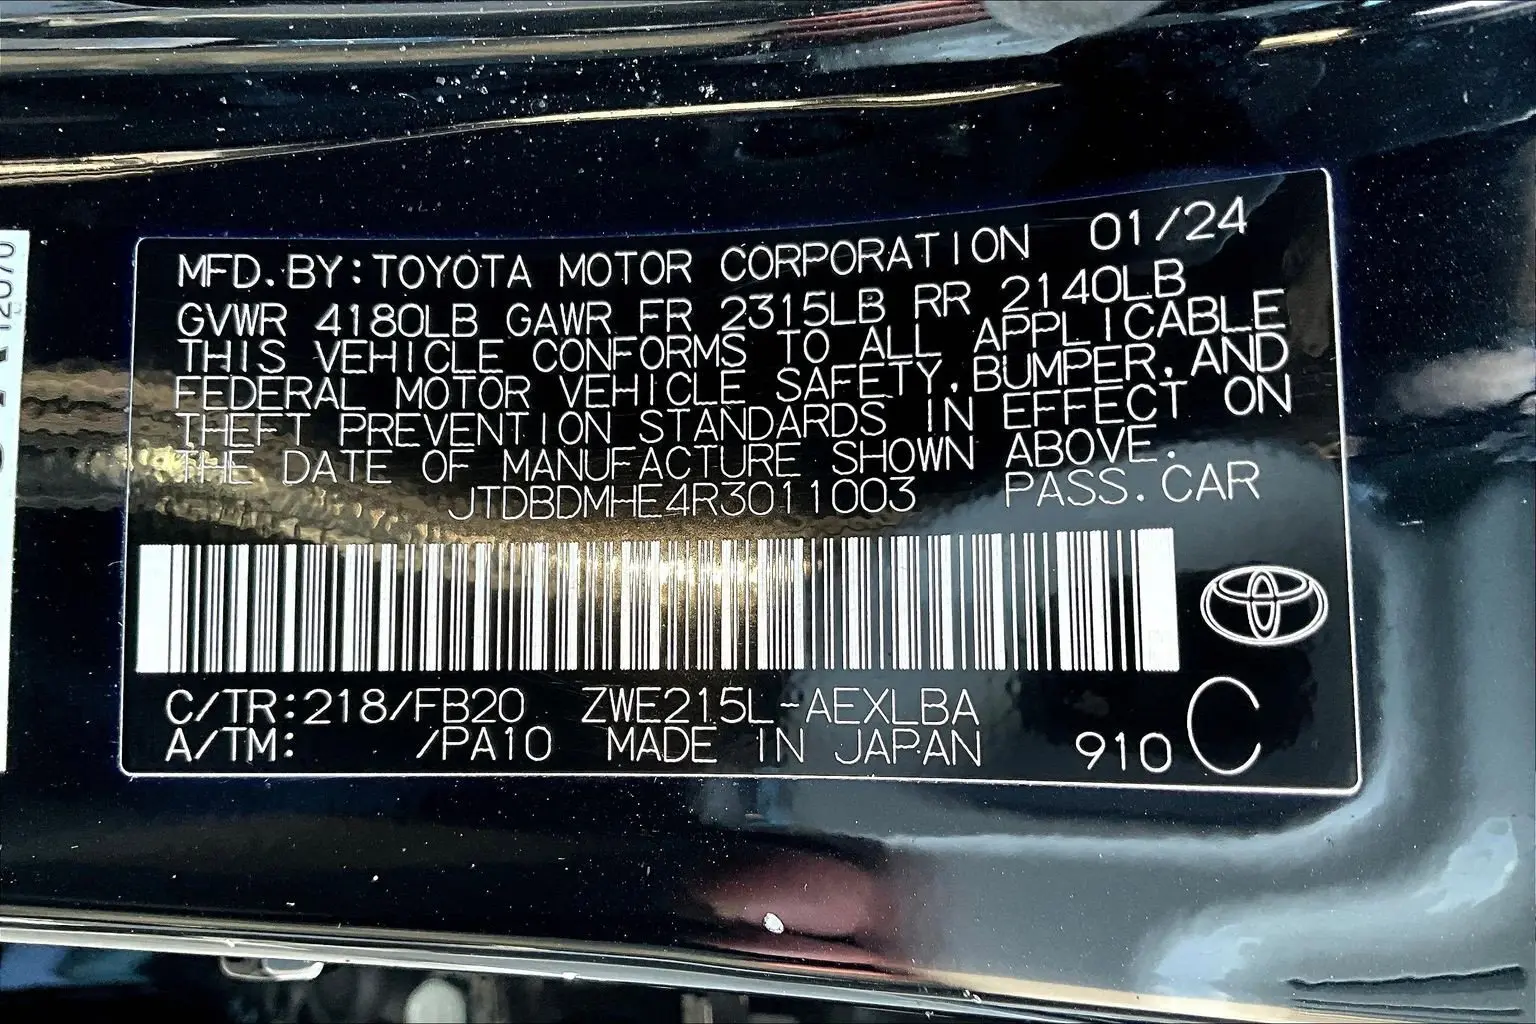 MFD.BY:TOYOTA MOTOR CORPORATION 01/24
GVWR 4180LB GAWR FR 2315LB RR 2140LB
THIS VEHICLE CONFORMS TO ALL APPLICABLE
FEDERAL MOTOR VEHICLE SAFETY,BUMPER,AND
THEFT PREVENTION STANDARDS IN EFFECT ON
THE DATE OF MANUFACTURE SHOWN ABOVE.
JTDBDMHE4R3011003 PASS.CAR
C/TR:218/FB20 ZWE215L-AEXLBA
A/TM: /PA10 MADE IN JAPAN 910 C